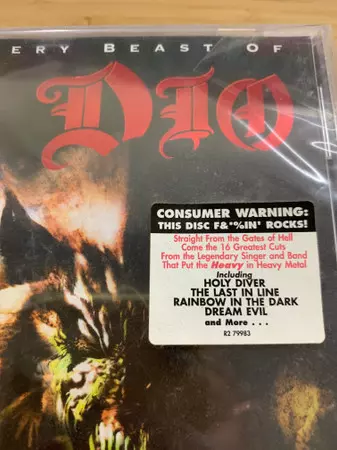 ERY BEAST OF
DIO
CONSUMER WARNING:
THIS DISC F&*%IN' ROCKS!
Straight From the Gates of Hell
Come the 16 Greatest Cuts
From the Legendary Singer and Band
That Put the Heavy in Heavy Metal
Including
HOLY DIVER
THE LAST IN LINE
RAINBOW IN THE DARK
DREAM EVIL
and More . . .
R2 79983